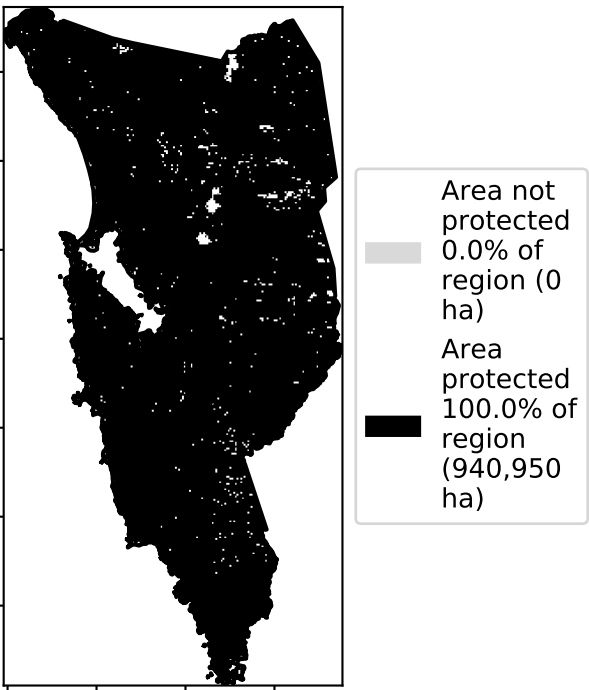 Area not
protected
0.0% of
region (0
ha)
Area
protected
100.0% of
region
(940,950
ha)